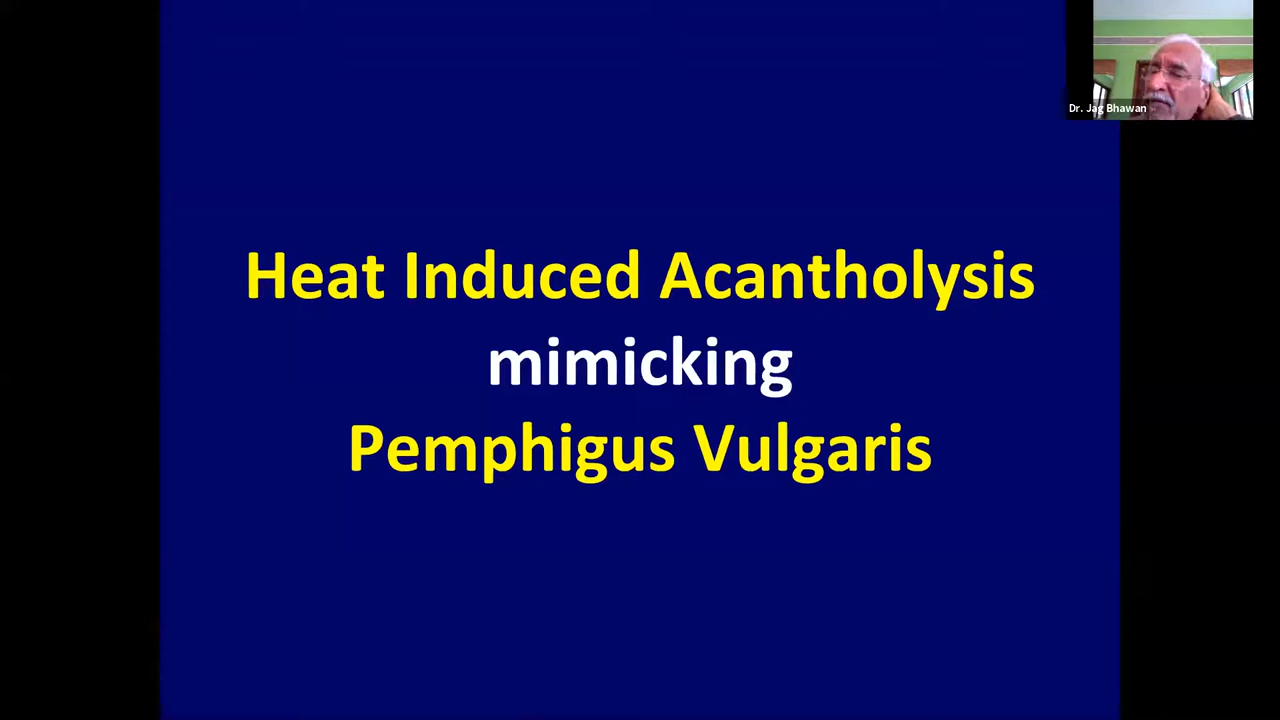 Dr. Jag Bhawan
Heat Induced Acantholysis
mimicking
Pemphigus Vulgaris